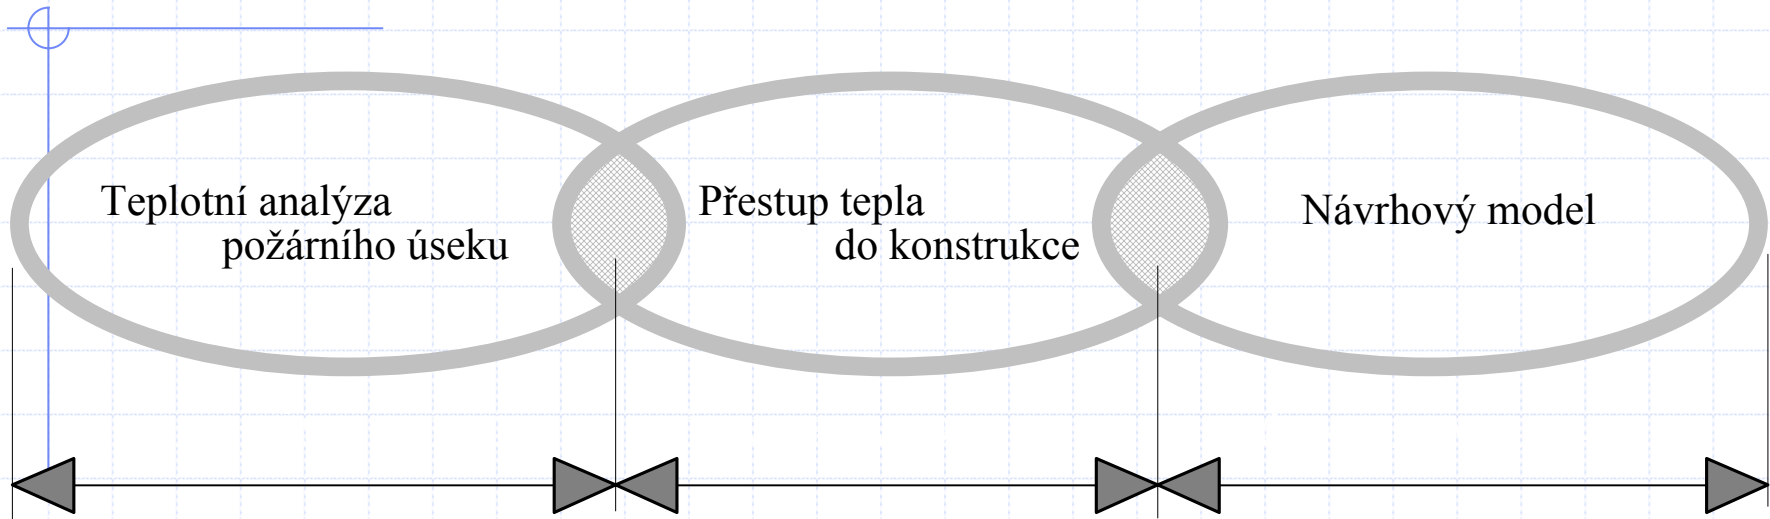 Teplotní analýza
požárního úseku
Přestup tepla
do konstrukce
Návrhový model